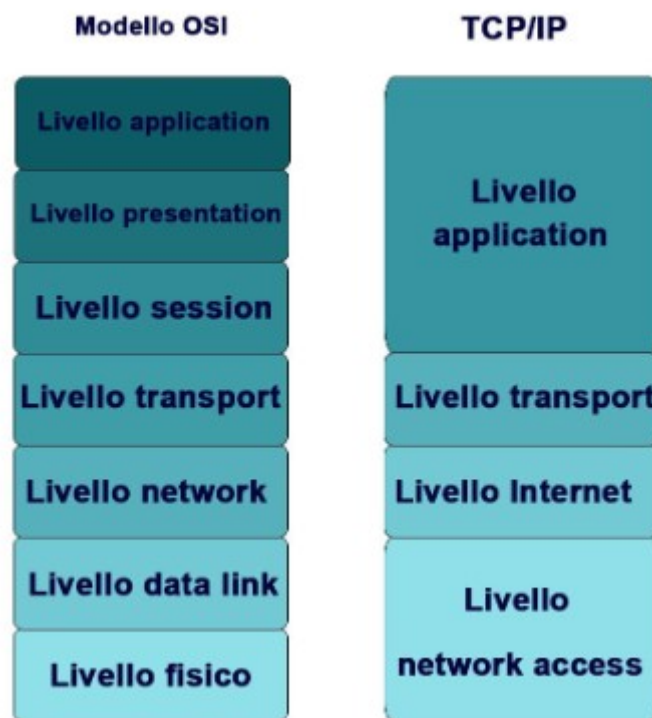 Modello OSI
Livello application
Livello presentation
Livello session
Livello transport
Livello network
Livello data link
Livello fisico
TCP/IP
Livello
application
Livello transport
Livello Internet
Livello
network access